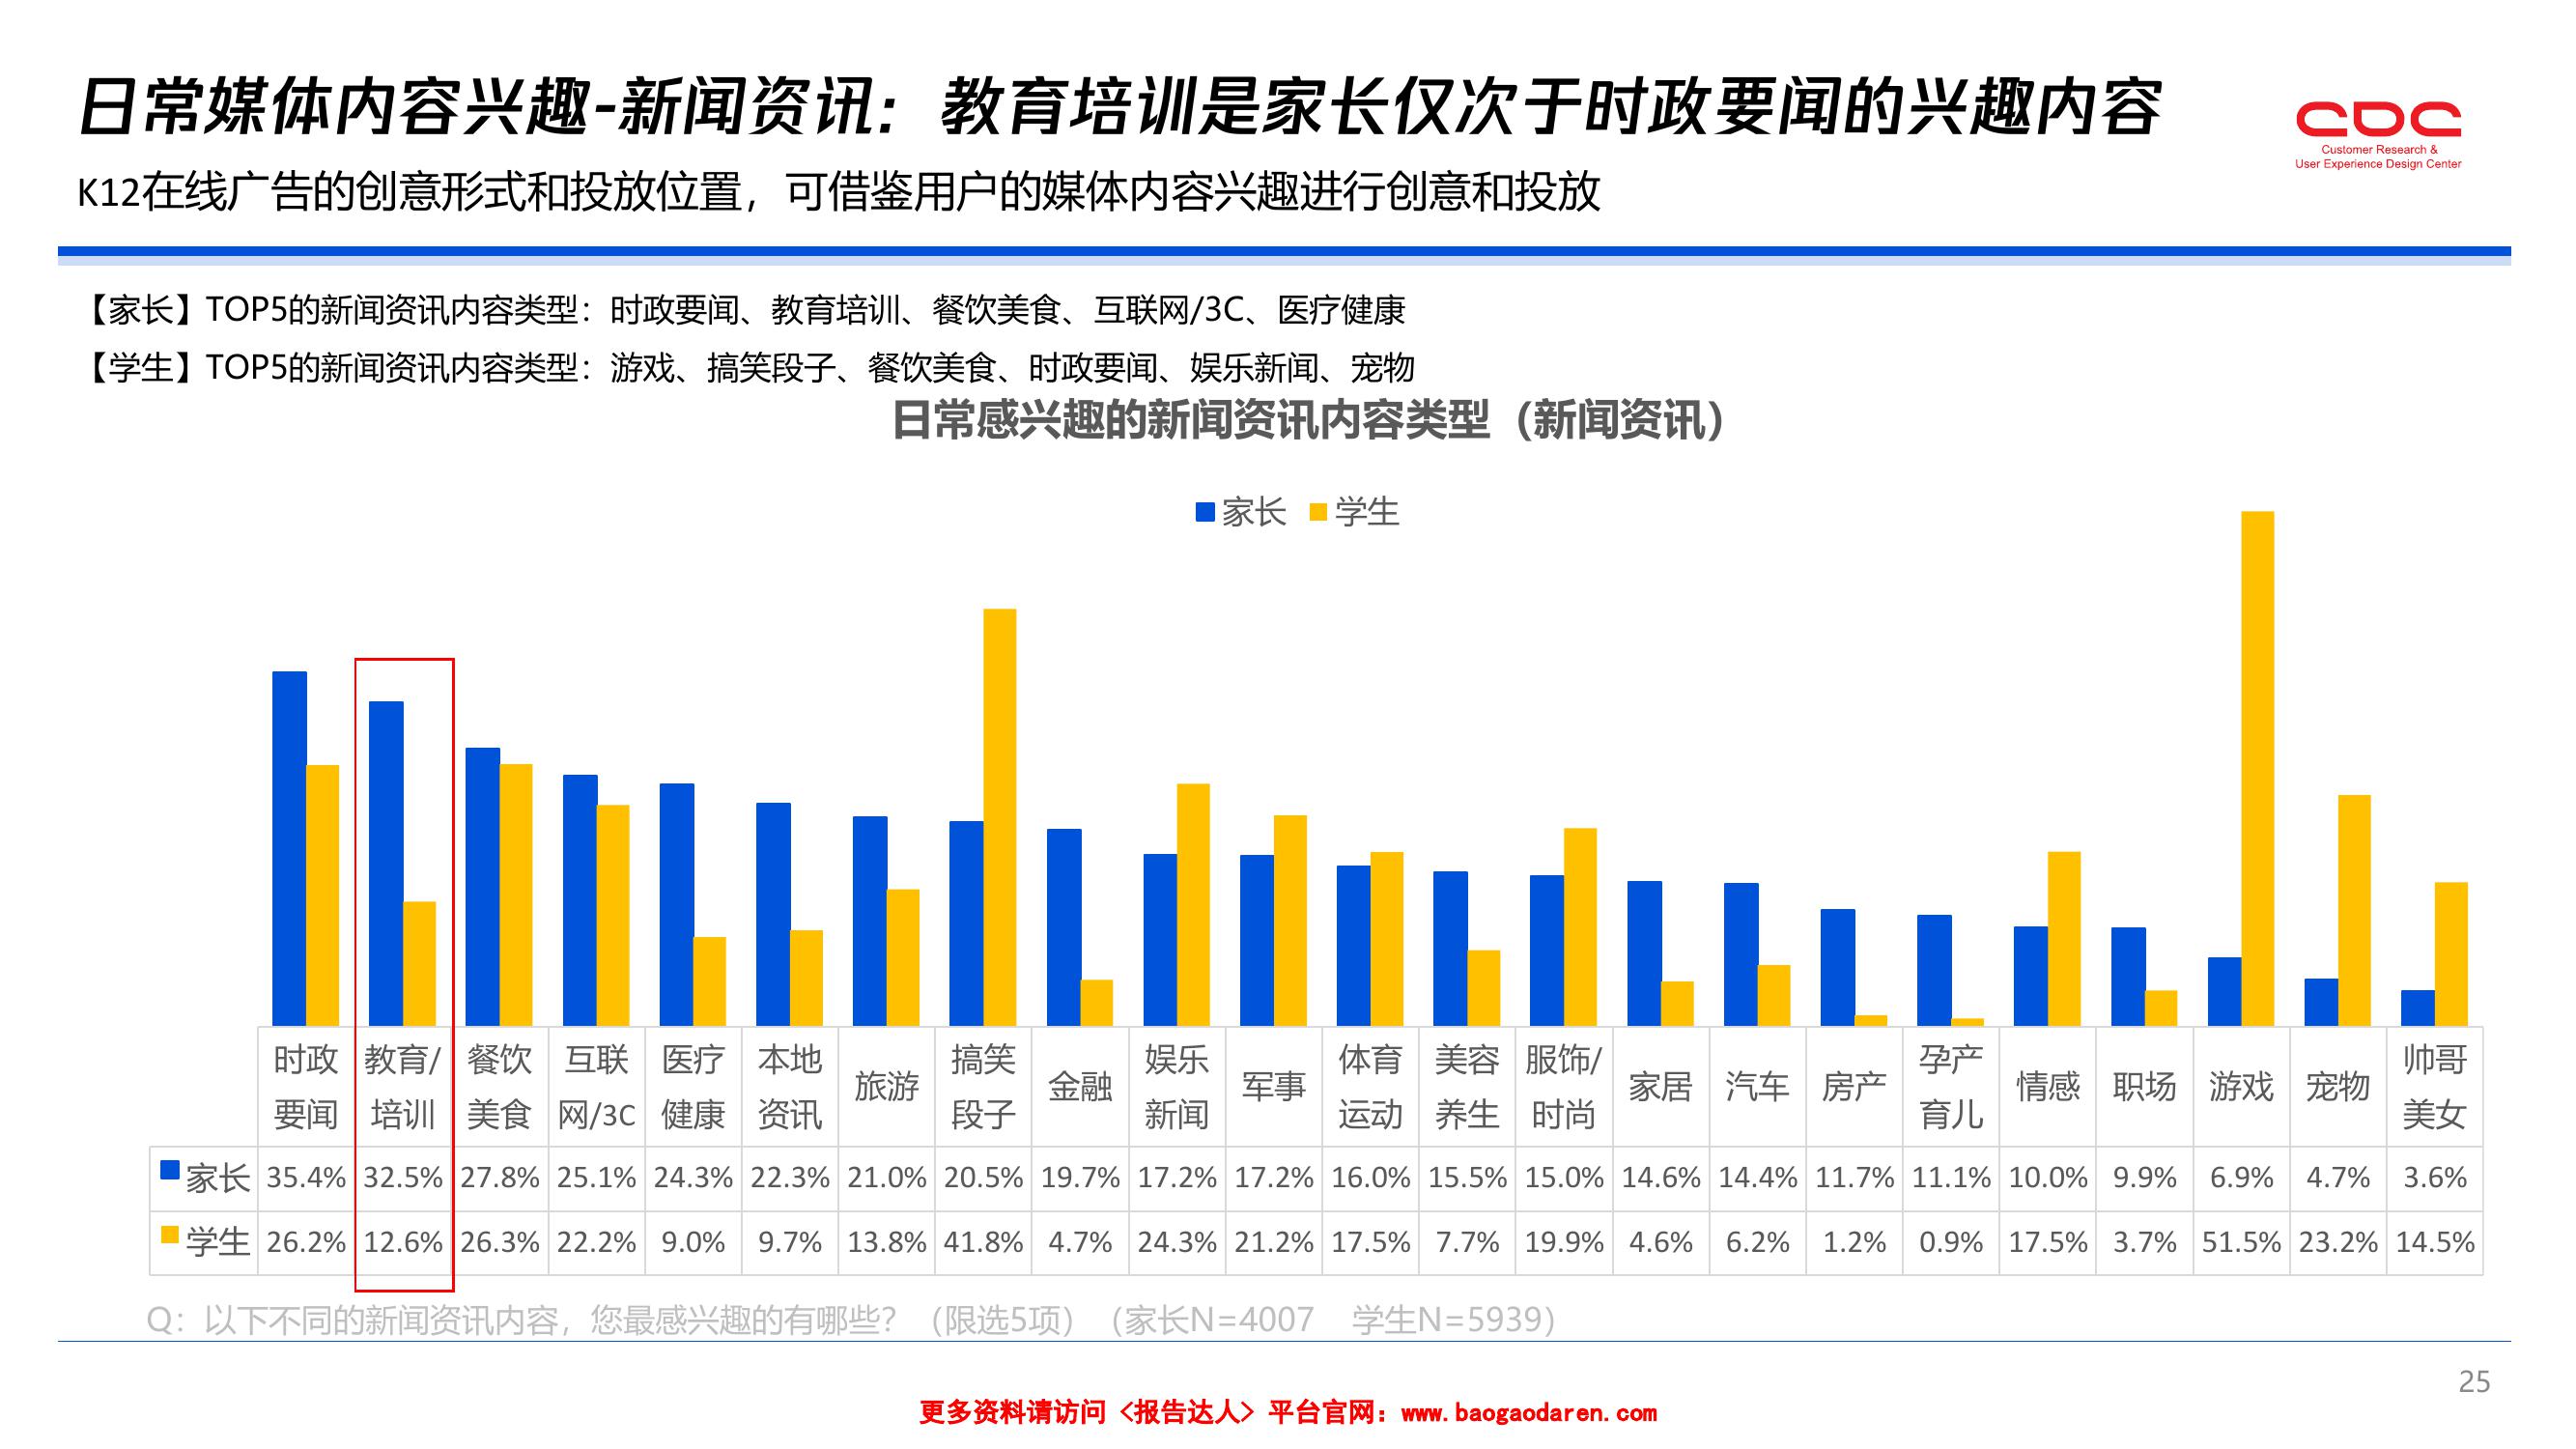 日常媒体内容兴趣-新闻资讯：教育培训是家长仅次于时政要闻的兴趣内容
CDC
Customer Research &
User Experience Design Center
K12在线广告的创意形式和投放位置，可借鉴用户的媒体内容兴趣进行创意和投放
【家长】TOP5的新闻资讯内容类型：时政要闻、教育培训、餐饮美食、互联网/3C、医疗健康
【学生】TOP5的新闻资讯内容类型：游戏、搞笑段子、餐饮美食、时政要闻、娱乐新闻、宠物
日常感兴趣的新闻资讯内容类型（新闻资讯）
家长 学生
时政要闻 教育/培训 餐饮美食 互联网/3C 医疗健康 本地资讯 旅游 搞笑段子 金融 娱乐新闻 军事 体育运动 美容养生 服饰/时尚 家居 汽车 房产 孕产育儿 情感 职场 游戏 宠物 帅哥美女
家长 35.4% 32.5% 27.8% 25.1% 24.3% 22.3% 21.0% 20.5% 19.7% 17.2% 17.2% 16.0% 15.5% 15.0% 14.6% 14.4% 11.7% 11.1% 10.0% 9.9% 6.9% 4.7% 3.6%
学生 26.2% 12.6% 26.3% 22.2% 9.0% 9.7% 13.8% 41.8% 4.7% 24.3% 21.2% 17.5% 7.7% 19.9% 4.6% 6.2% 1.2% 0.9% 17.5% 3.7% 51.5% 23.2% 14.5%
Q：以下不同的新闻资讯内容，您最感兴趣的有哪些？（限选5项）（家长N=4007 学生N=5939）
25
更多资料请访问〈报告达人〉平台官网：www.baogaodaren.com